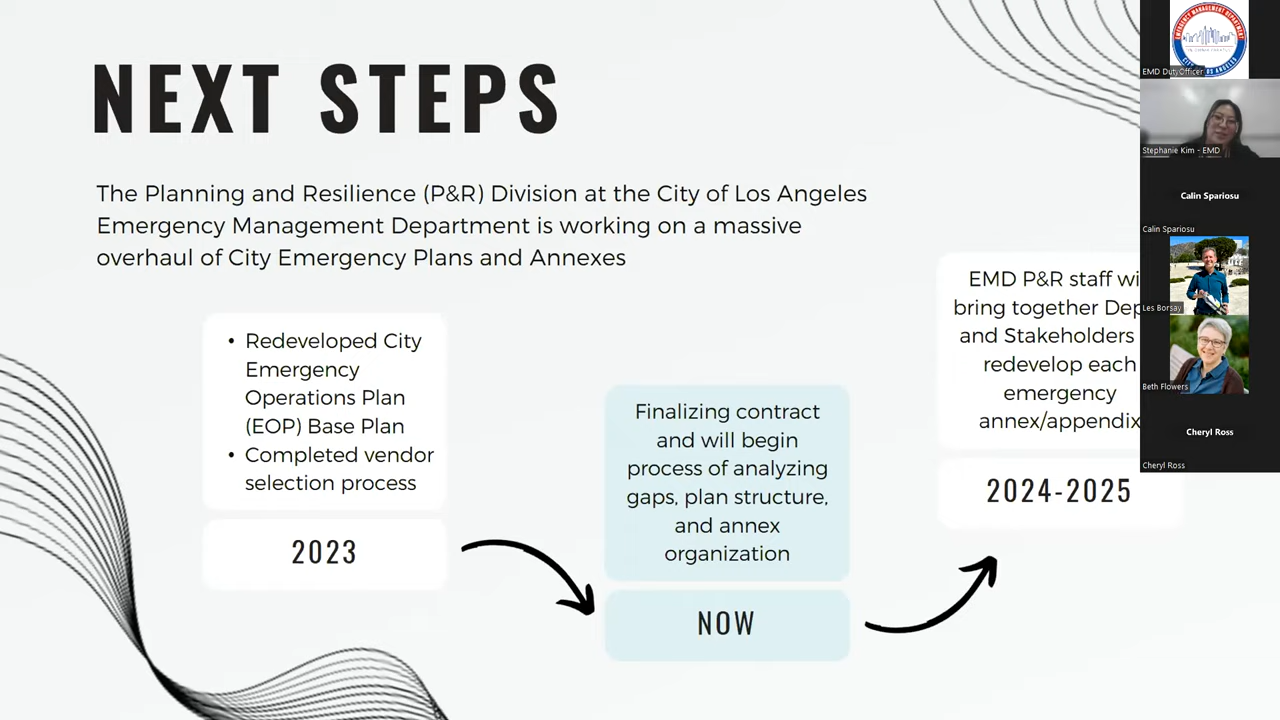 NEXT STEPS
The Planning and Resilience (P&R) Division at the City of Los Angeles
Emergency Management Department is working on a massive
overhaul of City Emergency Plans and Annexes
• Redeveloped City
Emergency
Operations Plan
(EOP) Base Plan
• Completed vendor
selection process
2023
Finalizing contract
and will begin
process of analyzing
gaps, plan structure,
and annex
organization
NOW
EMD P&R staff wi
bring together Dep
and Stakeholders
redevelop each
emergency
annex/appendix
2024-2025
EMERGENCY MANAGEMENT DEPARTMENT
EMD DutyOfficer
Stephanie Kim - EMD
Calin Spariosu
Calin Spariosu
Les Borsay
Beth Flowers
Cheryl Ross
Cheryl Ross